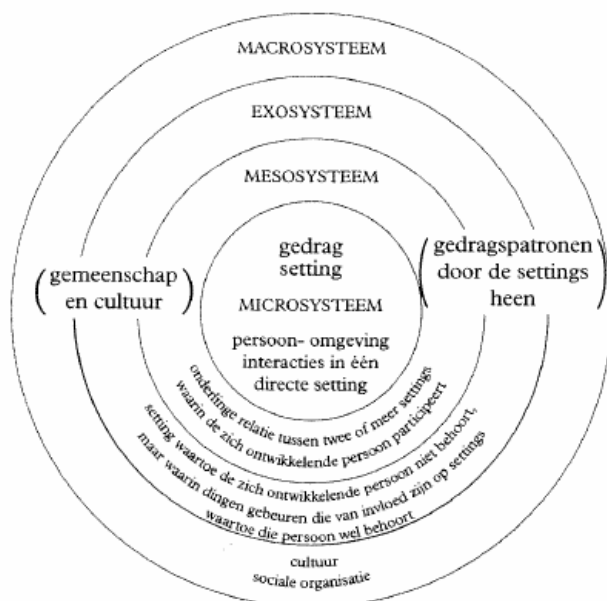 MACROSYSTEEM
EXOSYSTEEM
MESOSYSTEEM
gedrag
setting
MICROSYSTEEM
persoon- omgeving
interacties in één
directe setting
(gemeenschap
en cultuur)
(gedragspatronen
door de settings
heen)
onderlinge relatie tussen twee of meer settings
waarin de zich ontwikkelende persoon participeert
setting waartoe de zich ontwikkelende persoon niet behoort,
maar waarin dingen gebeuren die van invloed zijn op settings
waartoe die persoon wel behoort
cultuur
sociale organisatie